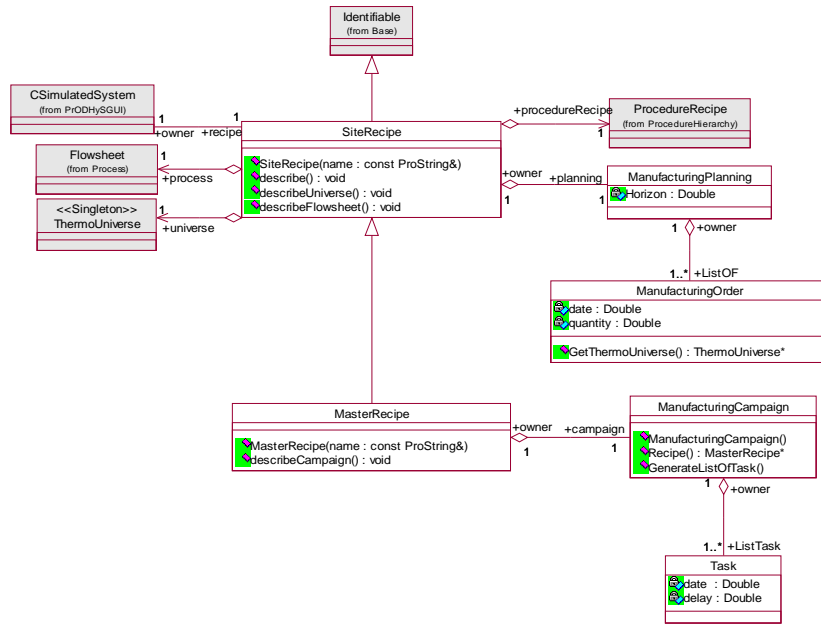 Identifiable
(from Base)
CSimulatedSystem
(from PrODHySGUI)
1
+owner
1
+recipe
Flowsheet
(from Process)
1
+process
<<Singleton>>
ThermoUniverse
1
+universe
SiteRecipe
SiteRecipe(name : const ProString&)
describe() : void
describeUniverse() : void
describeFlowsheet() : void
+procedureRecipe
1
ProcedureRecipe
(from ProcedureHierarchy)
+owner
1
+planning
1
ManufacturingPlanning
Horizon : Double
1
+owner
1..*
+ListOF
ManufacturingOrder
date : Double
quantity : Double
GetThermoUniverse() : ThermoUniverse*
MasterRecipe
MasterRecipe(name : const ProString&)
describeCampaign() : void
+owner
1
+campaign
1
ManufacturingCampaign
ManufacturingCampaign()
Recipe() : MasterRecipe*
GenerateListOfTask()
1
+owner
1..*
+ListTask
Task
date : Double
delay : Double